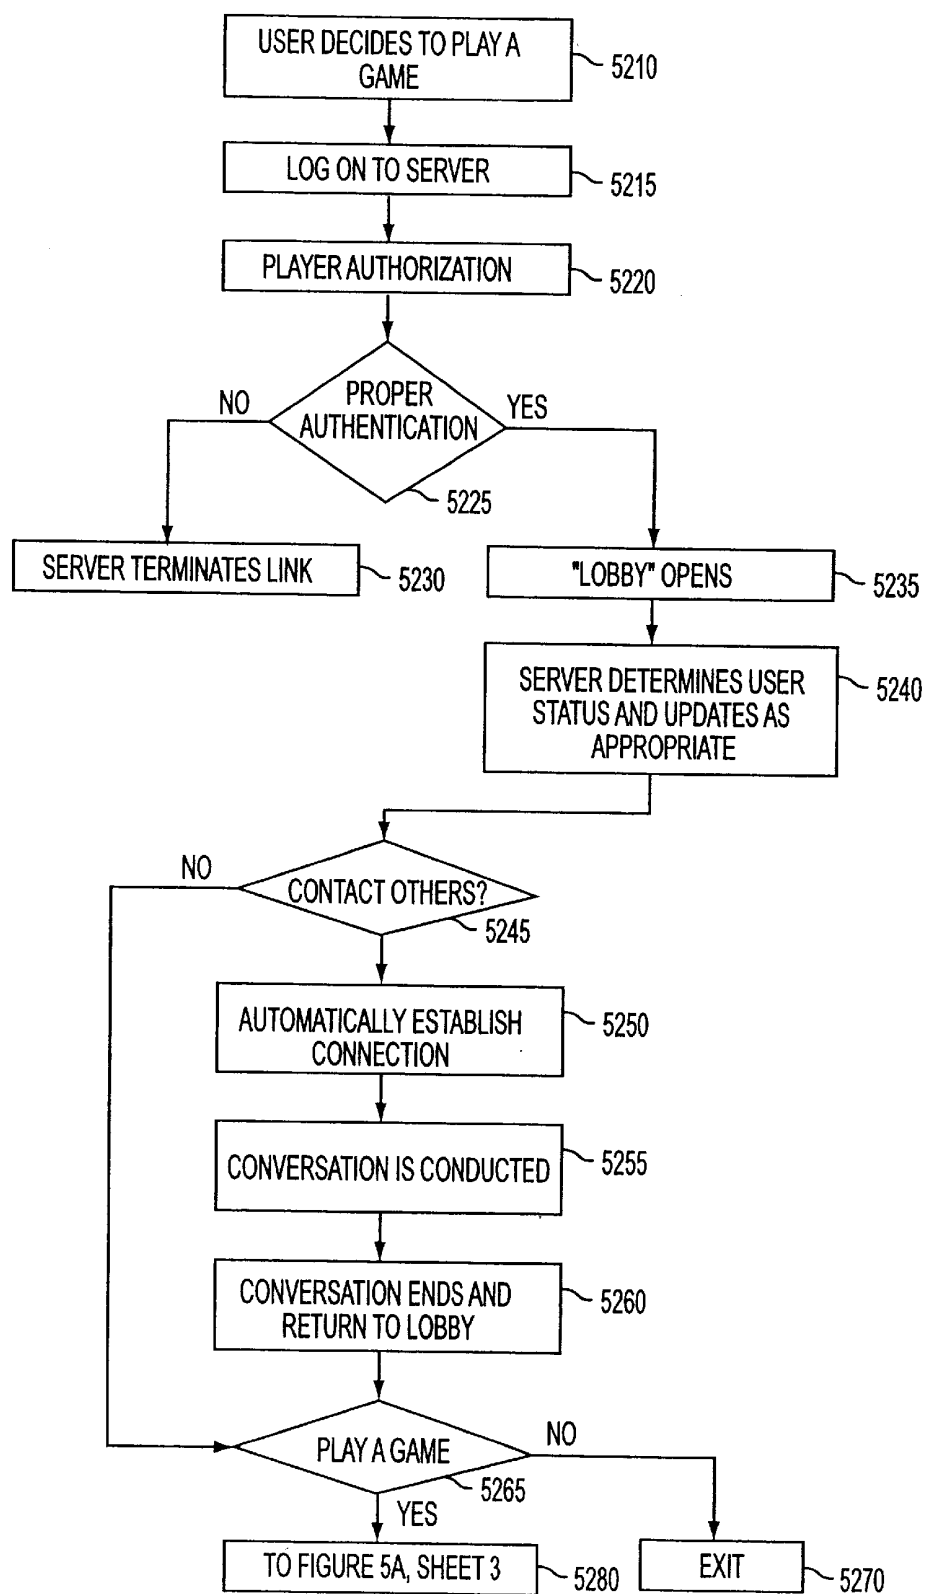 USER DECIDES TO PLAY A
GAME
5210
LOG ON TO SERVER
5215
PLAYER AUTHORIZATION
5220
PROPER
AUTHENTICATION
NO
YES
5225
SERVER TERMINATES LINK
5230
"LOBBY" OPENS
5235
SERVER DETERMINES USER
STATUS AND UPDATES AS
APPROPRIATE
5240
NO
CONTACT OTHERS?
5245
AUTOMATICALLY ESTABLISH
CONNECTION
5250
CONVERSATION IS CONDUCTED
5255
CONVERSATION ENDS AND
RETURN TO LOBBY
5260
PLAY A GAME
NO
5265
YES
TO FIGURE 5A, SHEET 3
5280
EXIT
5270